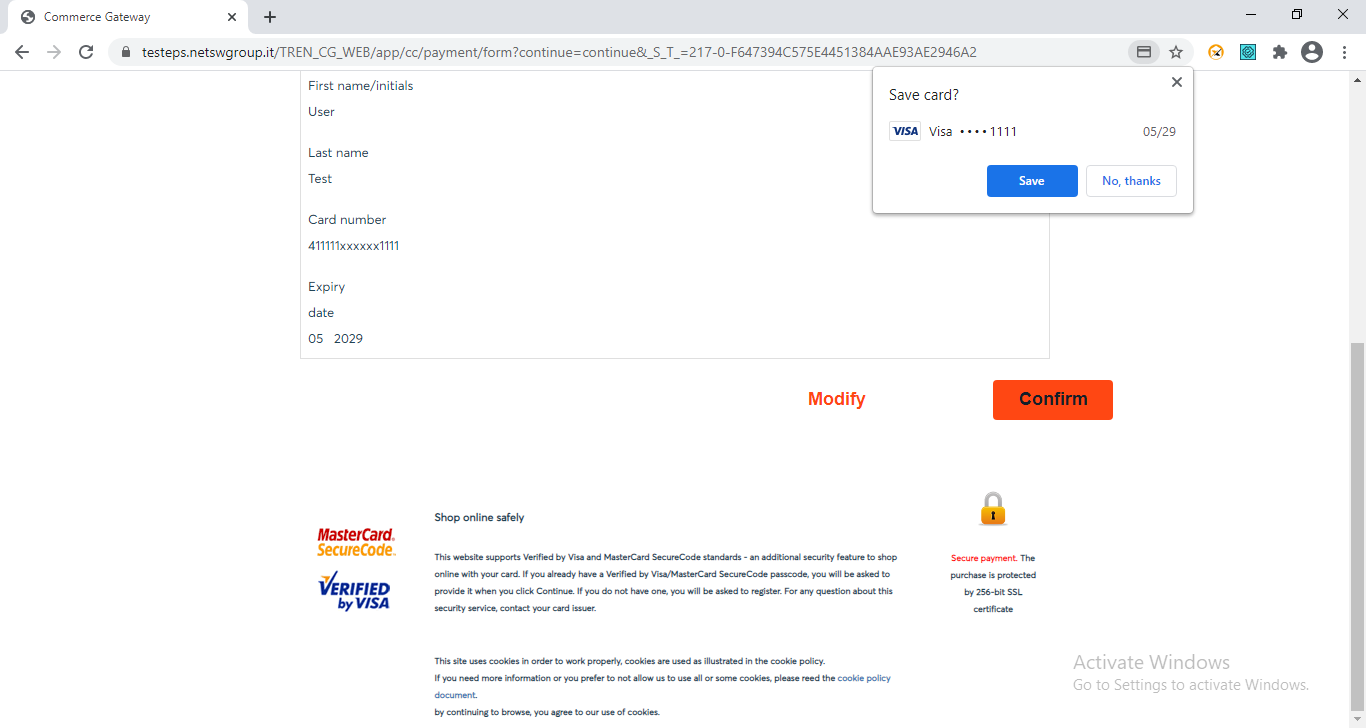 Commerce Gateway
testeps.netswgroup.it/TREN_CG_WEB/app/cc/payment/form?continue=continue&_S_T_=217-0-F647394C575E4451384AAE93AE2946A2
Save card?
VISA Visa •••• 1111 05/29
Save No, thanks
First name/initials
User
Last name
Test
Card number
411111xxxxxx1111
Expiry
date
05 2029
Modify Confirm
MasterCard.
SecureCode.
VERIFIED
by VISA
Shop online safely
This website supports Verified by Visa and MasterCard SecureCode standards - an additional security feature to shop
online with your card. If you already have a Verified by Visa/MasterCard SecureCode passcode, you will be asked to
provide it when you click Continue. If you do not have one, you will be asked to register. For any question about this
security service, contact your card issuer.
Secure payment. The
purchase is protected
by 256-bit SSL
certificate
This site uses cookies in order to work properly, cookies are used as illustrated in the cookie policy.
If you need more information or you prefer to not allow us to use all or some cookies, please reed the cookie policy
document.
by continuing to browse, you agree to our use of cookies.
Activate Windows
Go to Settings to activate Windows.